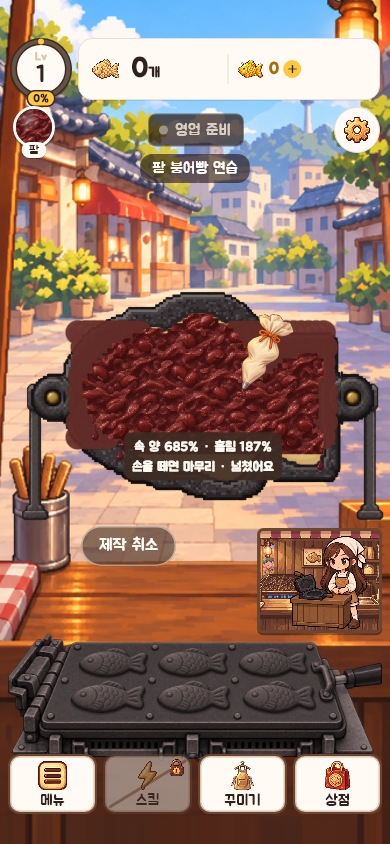 Lv
1
0%
팥
0개
0
+
영업 준비
팥 붕어빵 연습
속 양 685% · 흘림 187%
손을 떼면 마무리 · 넘쳤어요
제작 취소
메뉴
스킬
꾸미기
상점